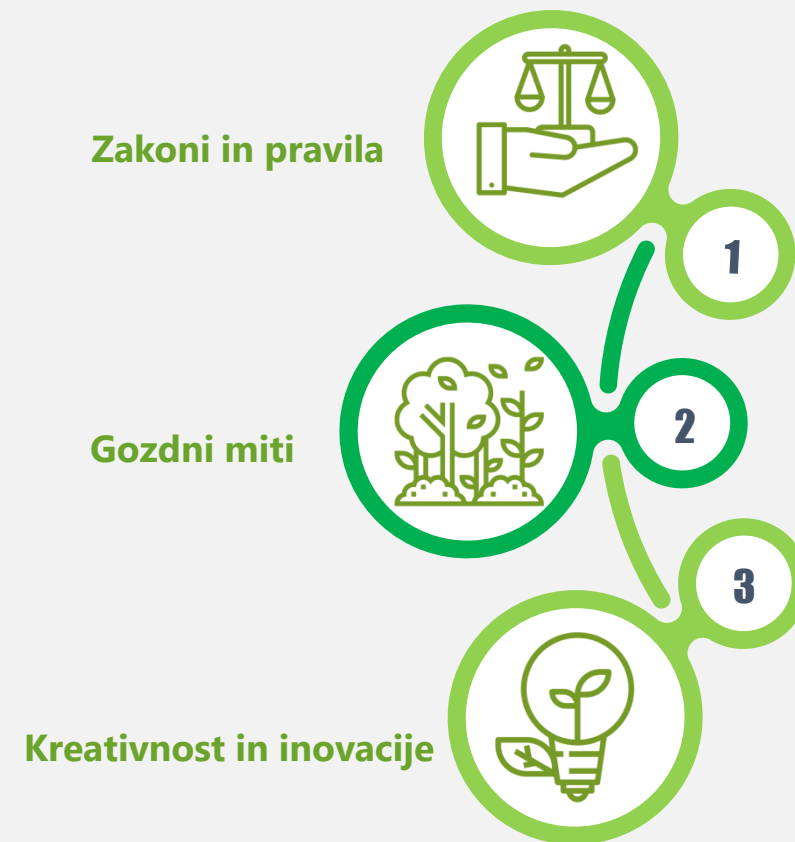 Zakoni in pravila
1
Gozdni miti
2
3
Kreativnost in inovacije